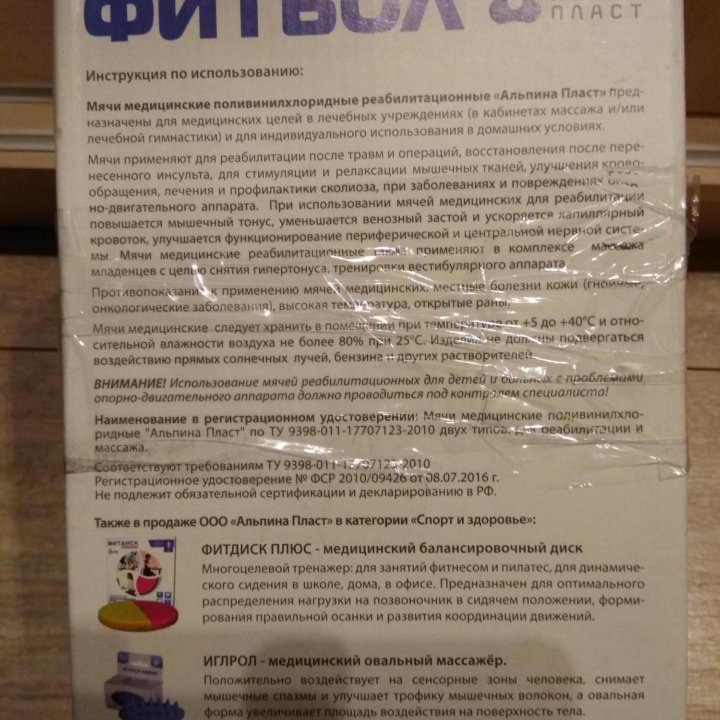 ФИТБОЛ
ПЛАСТ
Инструкция по использованию:
Мячи медицинские поливинилхлоридные реабилитационные «Альпина Пласт» пред-
назначены для медицинских целей в лечебных учреждениях (в кабинетах массажа и/или
лечебной гимнастики) и для индивидуального использования в домашних условиях.
Мячи применяют для реабилитации после травм и операций, восстановления после пере-
несенного инсульта, для стимуляции и релаксации мышечных тканей, улучшения крово-
обращения, лечения и профилактики сколиоза, при заболеваниях и повреждениях опор-
но-двигательного аппарата. При использовании мячей медицинских для реабилитации
повышается мышечный тонус, уменьшается венозный застой и ускоряется капиллярный
кровоток, улучшается функционирование периферической и центральной нервной систе-
мы. Мячи медицинские реабилитационные также применяют в комплексе массажа
младенцев с целью снятия гипертонуса, тренировки вестибулярного аппарата.
Противопоказания к применению мячей медицинских: местные болезни кожи (гнойные,
онкологические заболевания), высокая температура, открытые раны.
Мячи медицинские следует хранить в помещении при температуре от +5 до +40°С и отно-
сительной влажности воздуха не более 80% при 25°С. Изделия не должны подвергаться
воздействию прямых солнечных лучей, бензина и других растворителей.
ВНИМАНИЕ! Использование мячей реабилитационных для детей и больных с проблемами
опорно-двигательного аппарата должно проводиться под контролем специалиста!
Наименование в регистрационном удостоверении: Мячи медицинские поливинилхло-
ридные "Альпина Пласт" по ТУ 9398-011-17707123-2010 двух типов: для реабилитации и
массажа.
Соответствуют требованиям ТУ 9398-011-17707123-2010
Регистрационное удостоверение № ФСР 2010/09426 от 08.07.2016 г.
Не подлежит обязательной сертификации и декларированию в РФ.
Также в продаже ООО «Альпина Пласт» в категории «Спорт и здоровье»:
ФИТДИСК
ФИТДИСК ПЛЮС - медицинский балансировочный диск
Многоцелевой тренажер: для занятий фитнесом и пилатес, для динамиче-
ского сидения в школе, дома, в офисе. Предназначен для оптимального
распределения нагрузки на позвоночник в сидячем положении, форми-
рования правильной осанки и развития координации движений.
ИГЛРОЛ - медицинский овальный массажёр.
Положительно воздействует на сенсорные зоны человека, снимает
мышечные спазмы и улучшает трофику мышечных волокон, а овальная
форма увеличивает площадь воздействия на поверхность тела.